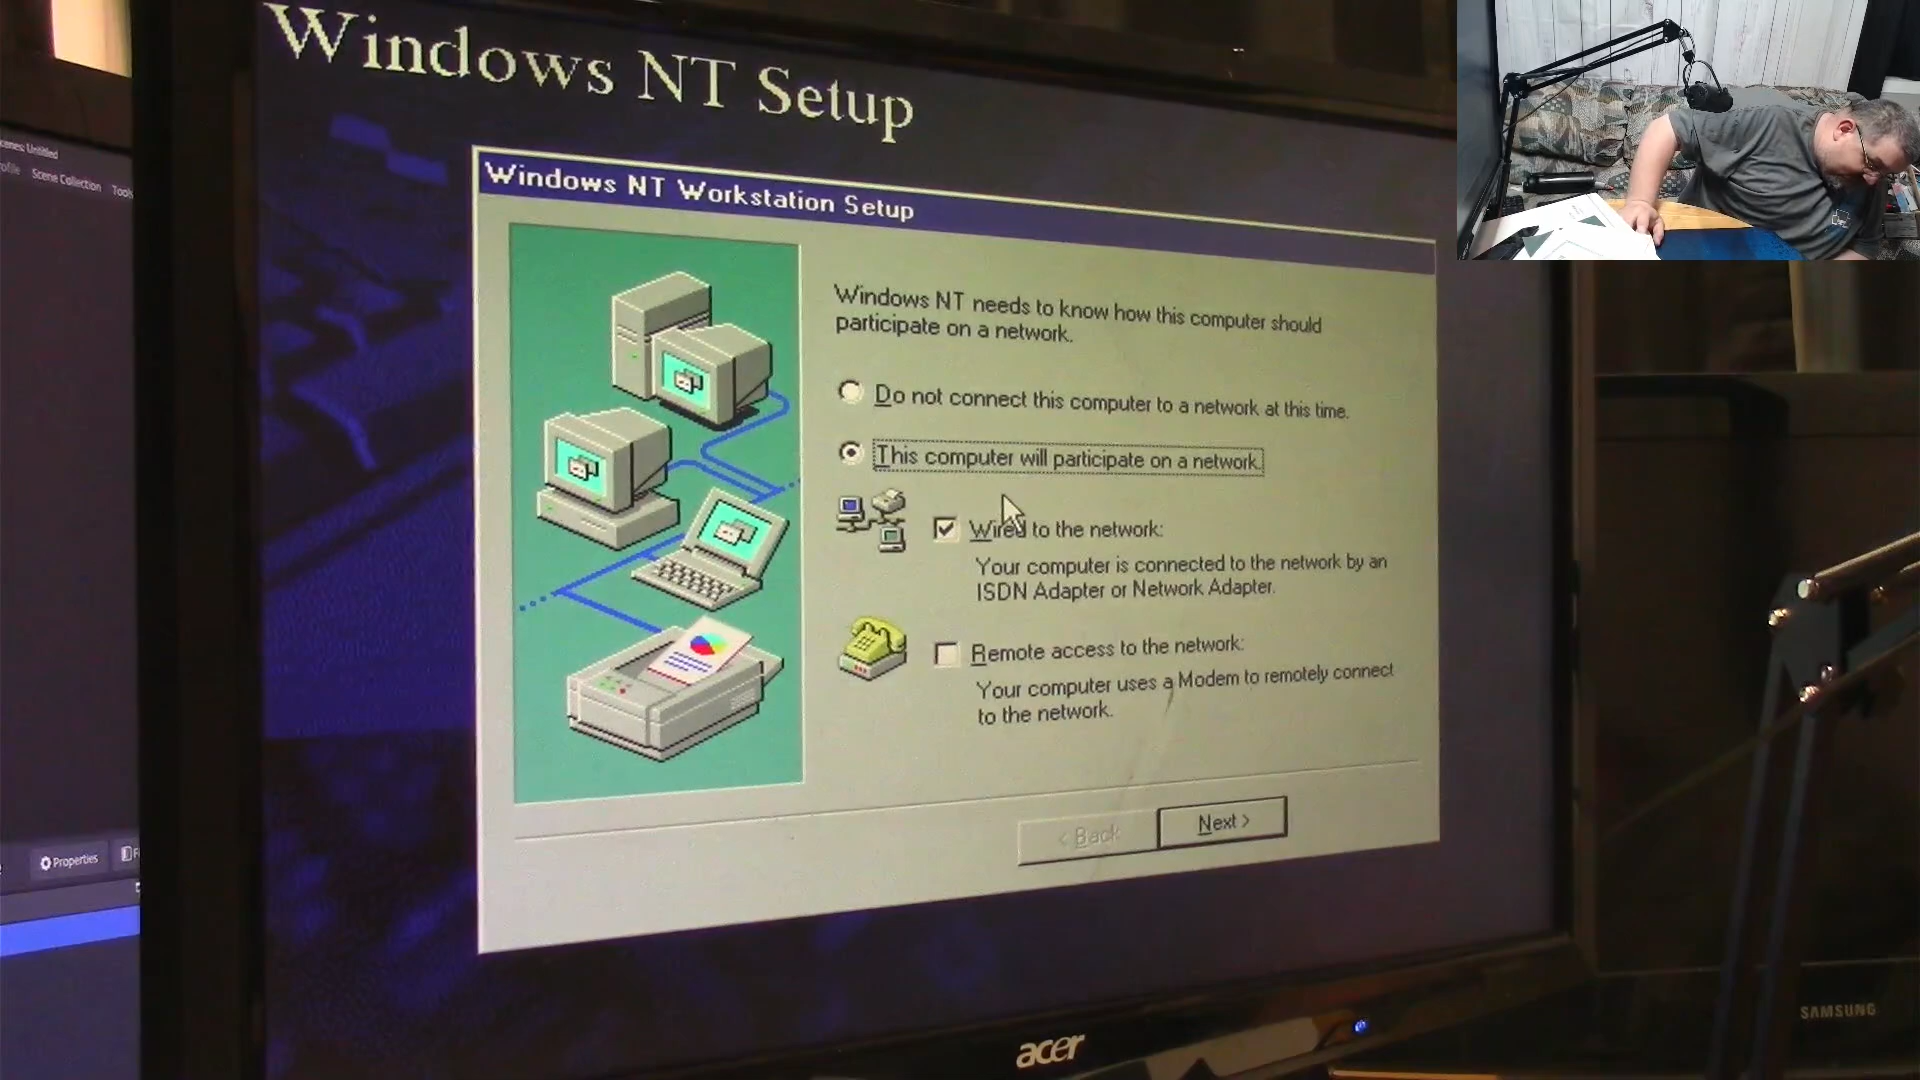 Windows NT Setup
Scene Collection
Tools
Windows NT Workstation Setup
Windows NT needs to know how this computer should
participate on a network.
Do not connect this computer to a network at this time.
This computer will participate on a network.
Wired to the network:
Your computer is connected to the network by an
ISDN Adapter or Network Adapter.
Remote access to the network:
Your computer uses a Modem to remotely connect
to the network.
< Back
Next >
Properties
acer
SAMSUNG